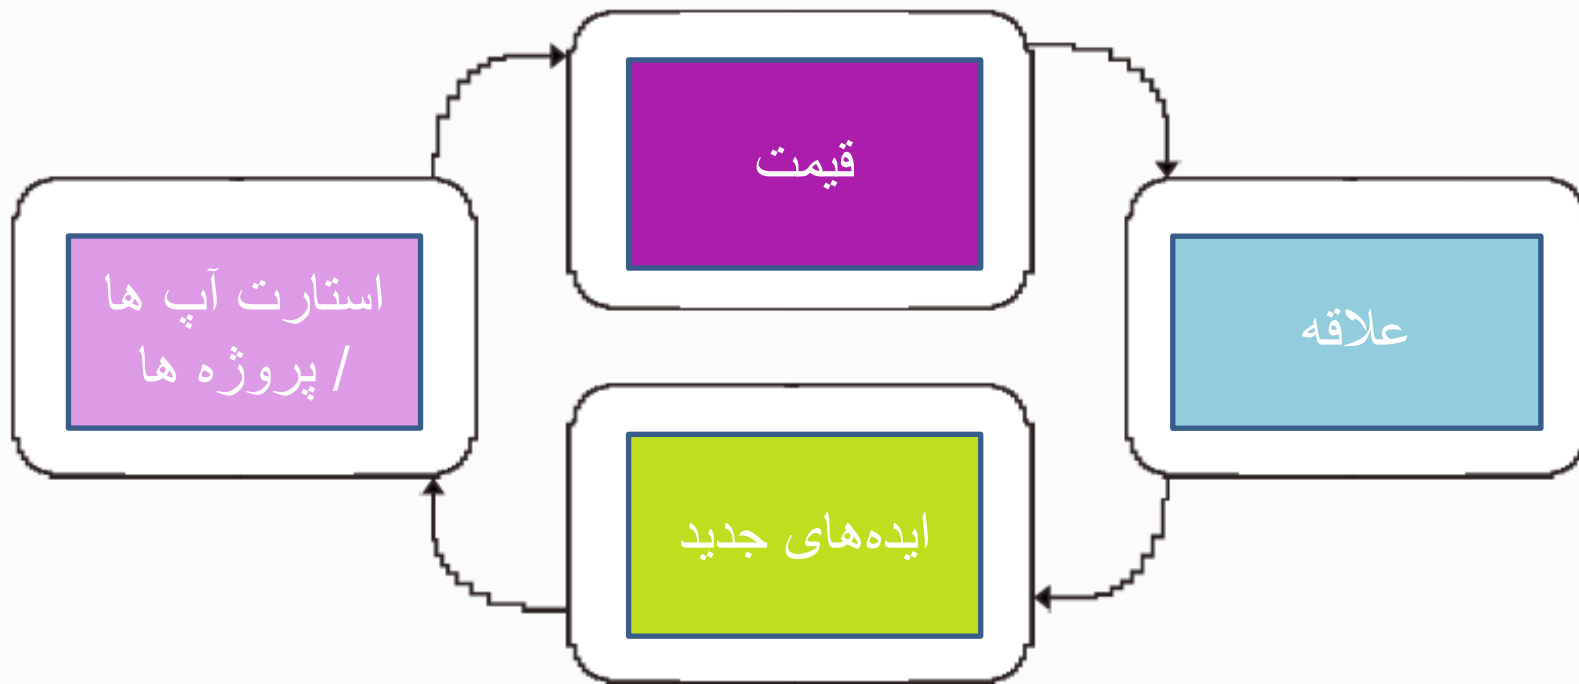 قیمت
استارت آپ ها
/ پروژه ها
علاقه
ایده‌های جدید